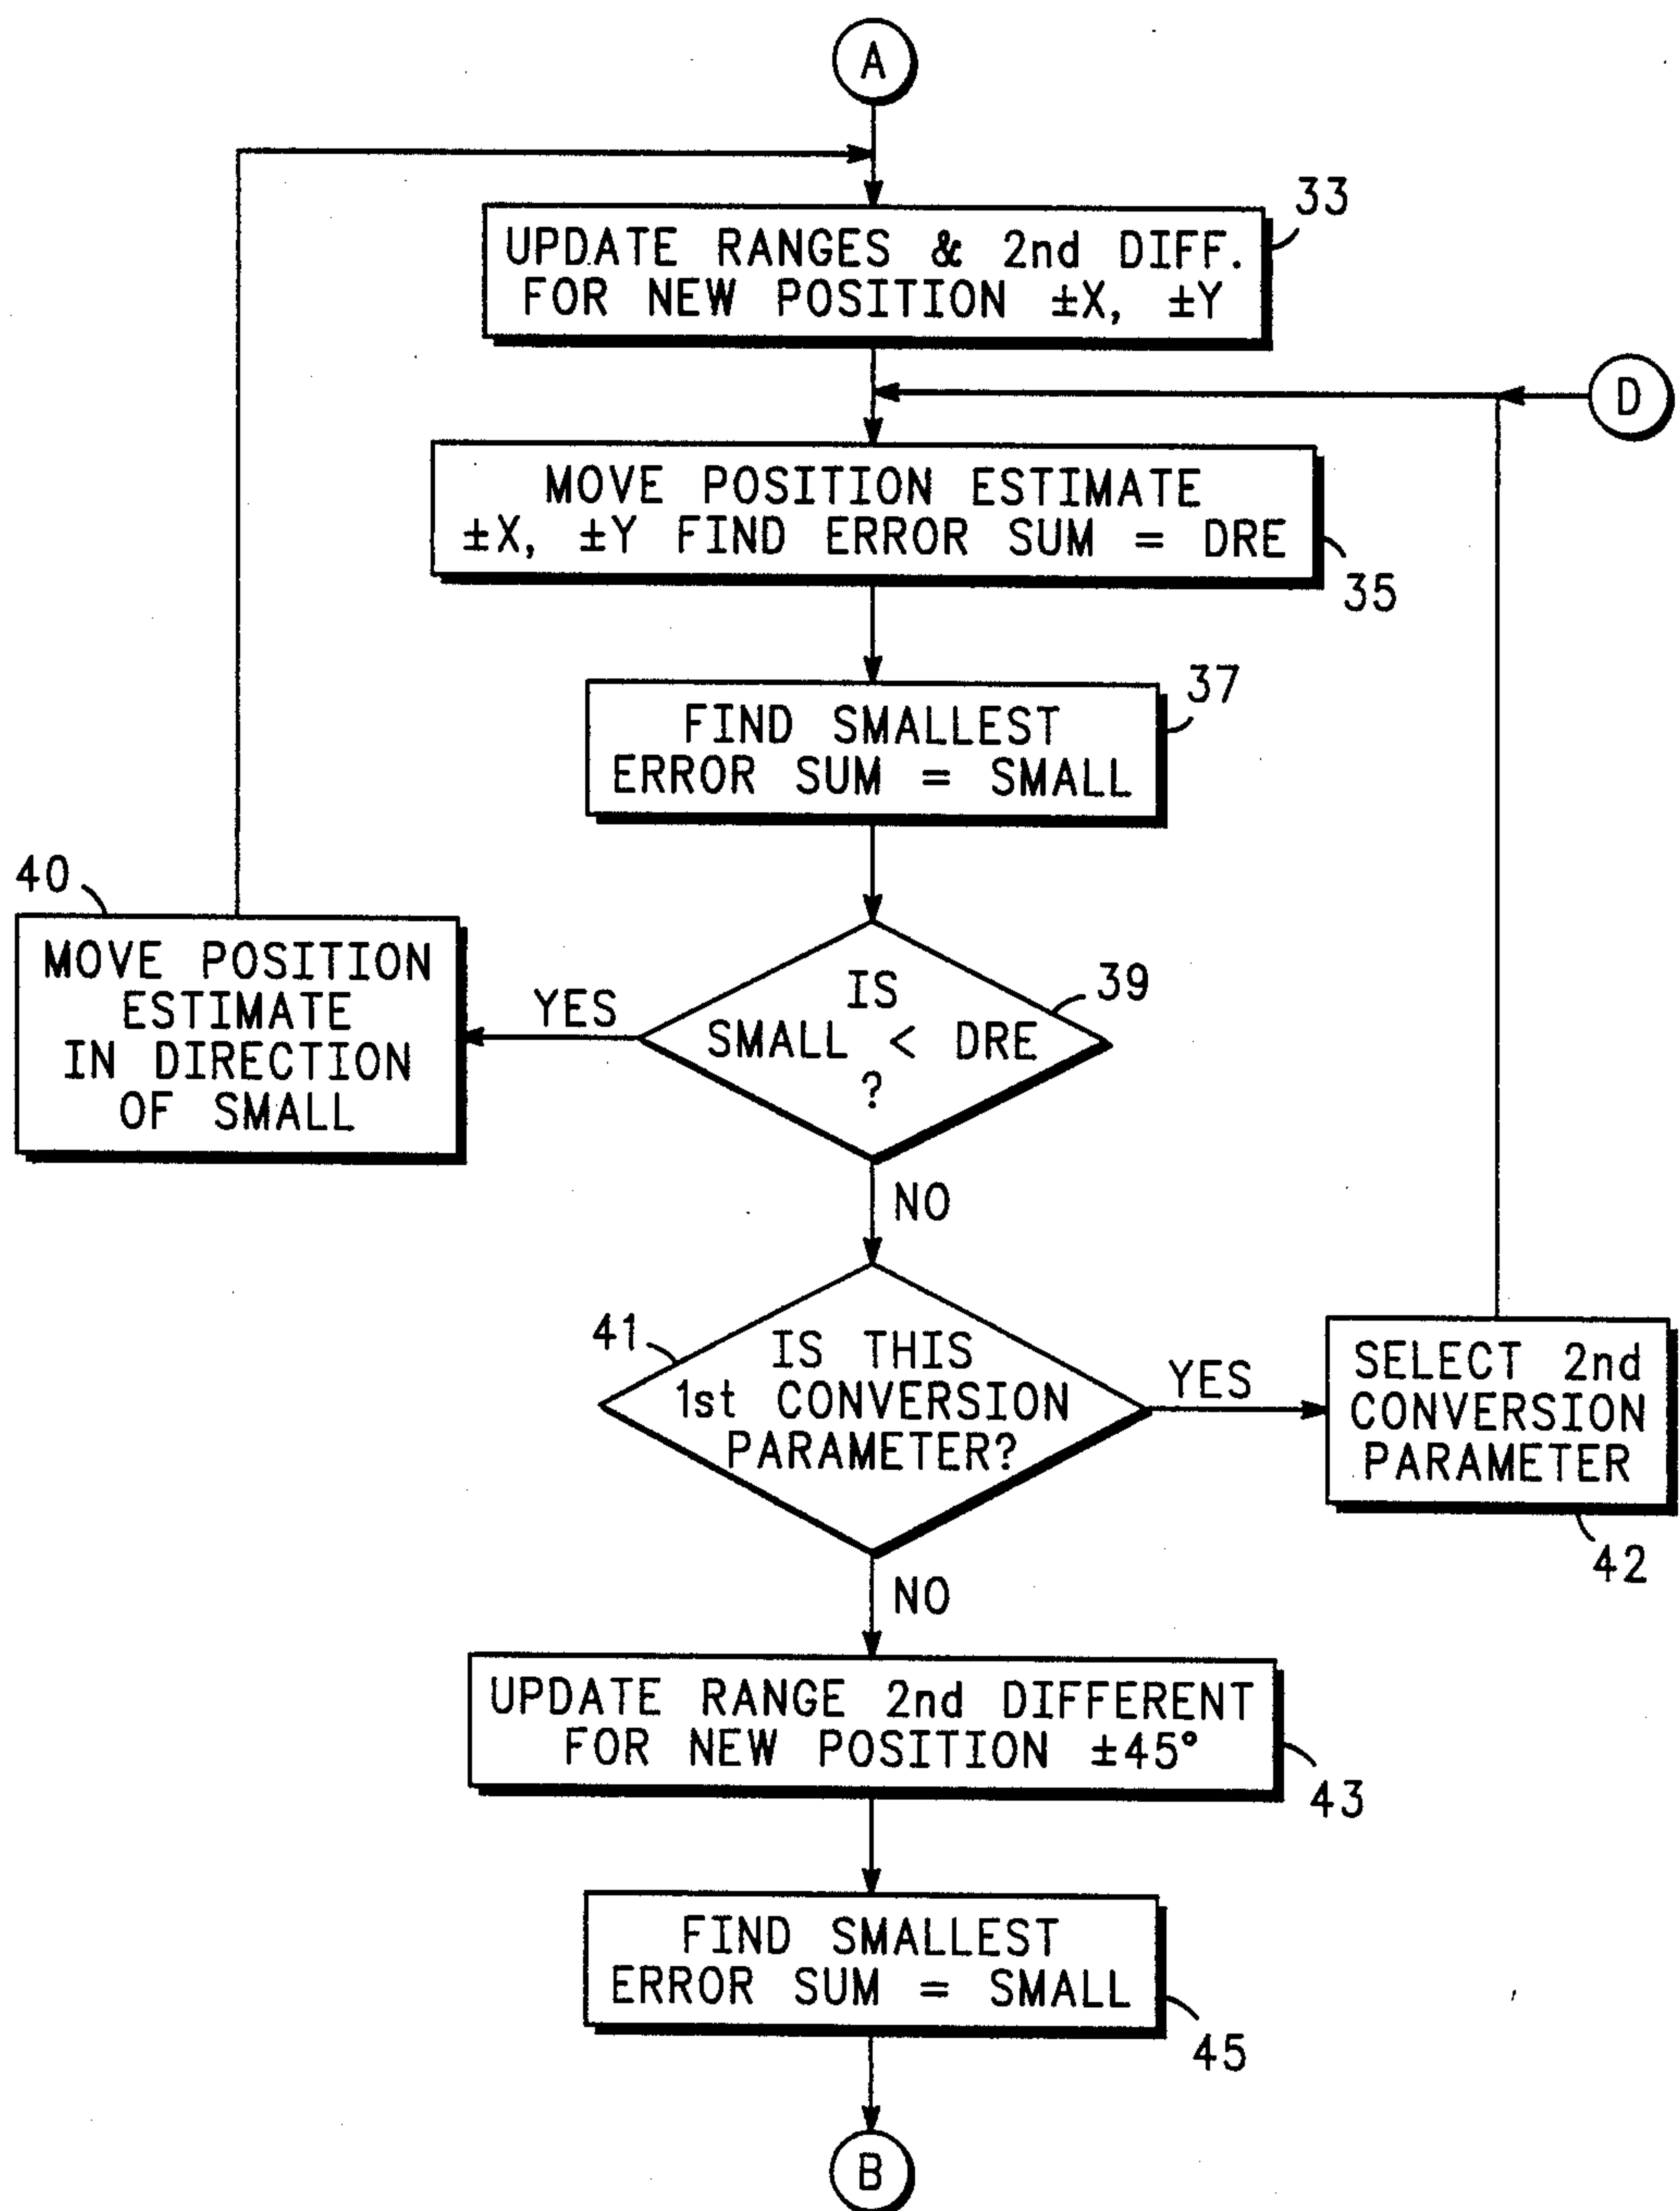 A
33
UPDATE RANGES & 2nd DIFF.
FOR NEW POSITION ±X, ±Y
D
MOVE POSITION ESTIMATE
±X, ±Y FIND ERROR SUM = DRE
35
37
FIND SMALLEST
ERROR SUM = SMALL
40
MOVE POSITION
ESTIMATE
IN DIRECTION
OF SMALL
YES
39
IS
SMALL < DRE
?
NO
41
IS THIS
1st CONVERSION
PARAMETER?
YES
SELECT 2nd
CONVERSION
PARAMETER
42
NO
UPDATE RANGE 2nd DIFFERENT
FOR NEW POSITION ±45°
43
FIND SMALLEST
ERROR SUM = SMALL
45
B